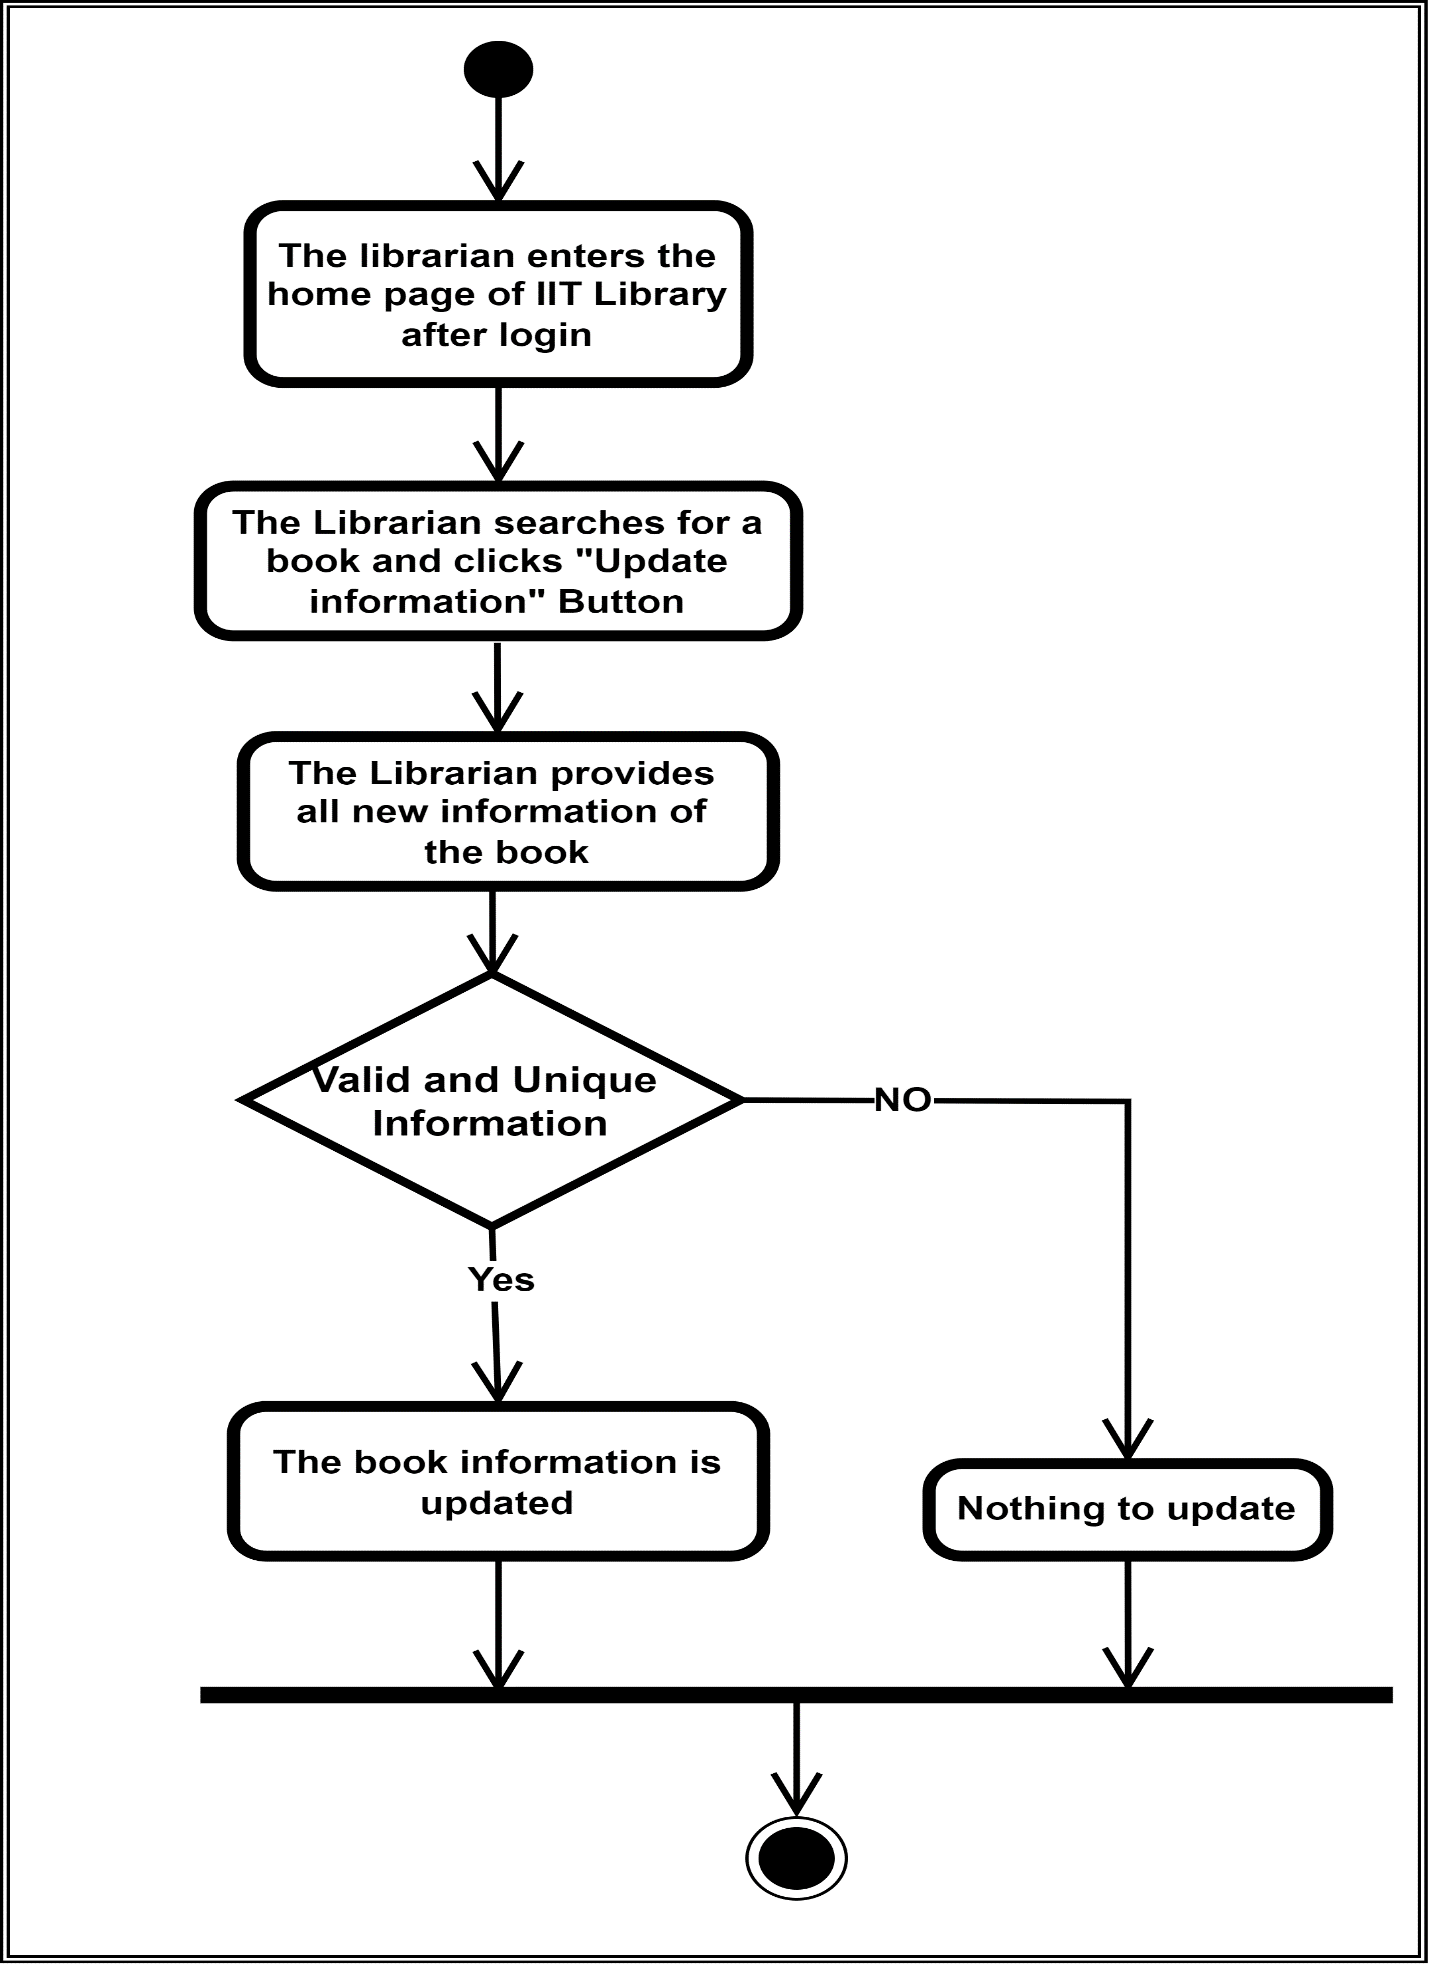 The librarian enters the
home page of IIT Library
after login
The Librarian searches for a
book and clicks "Update
information" Button
The Librarian provides
all new information of
the book
Valid and Unique
Information
NO
Yes
The book information is
updated
Nothing to update